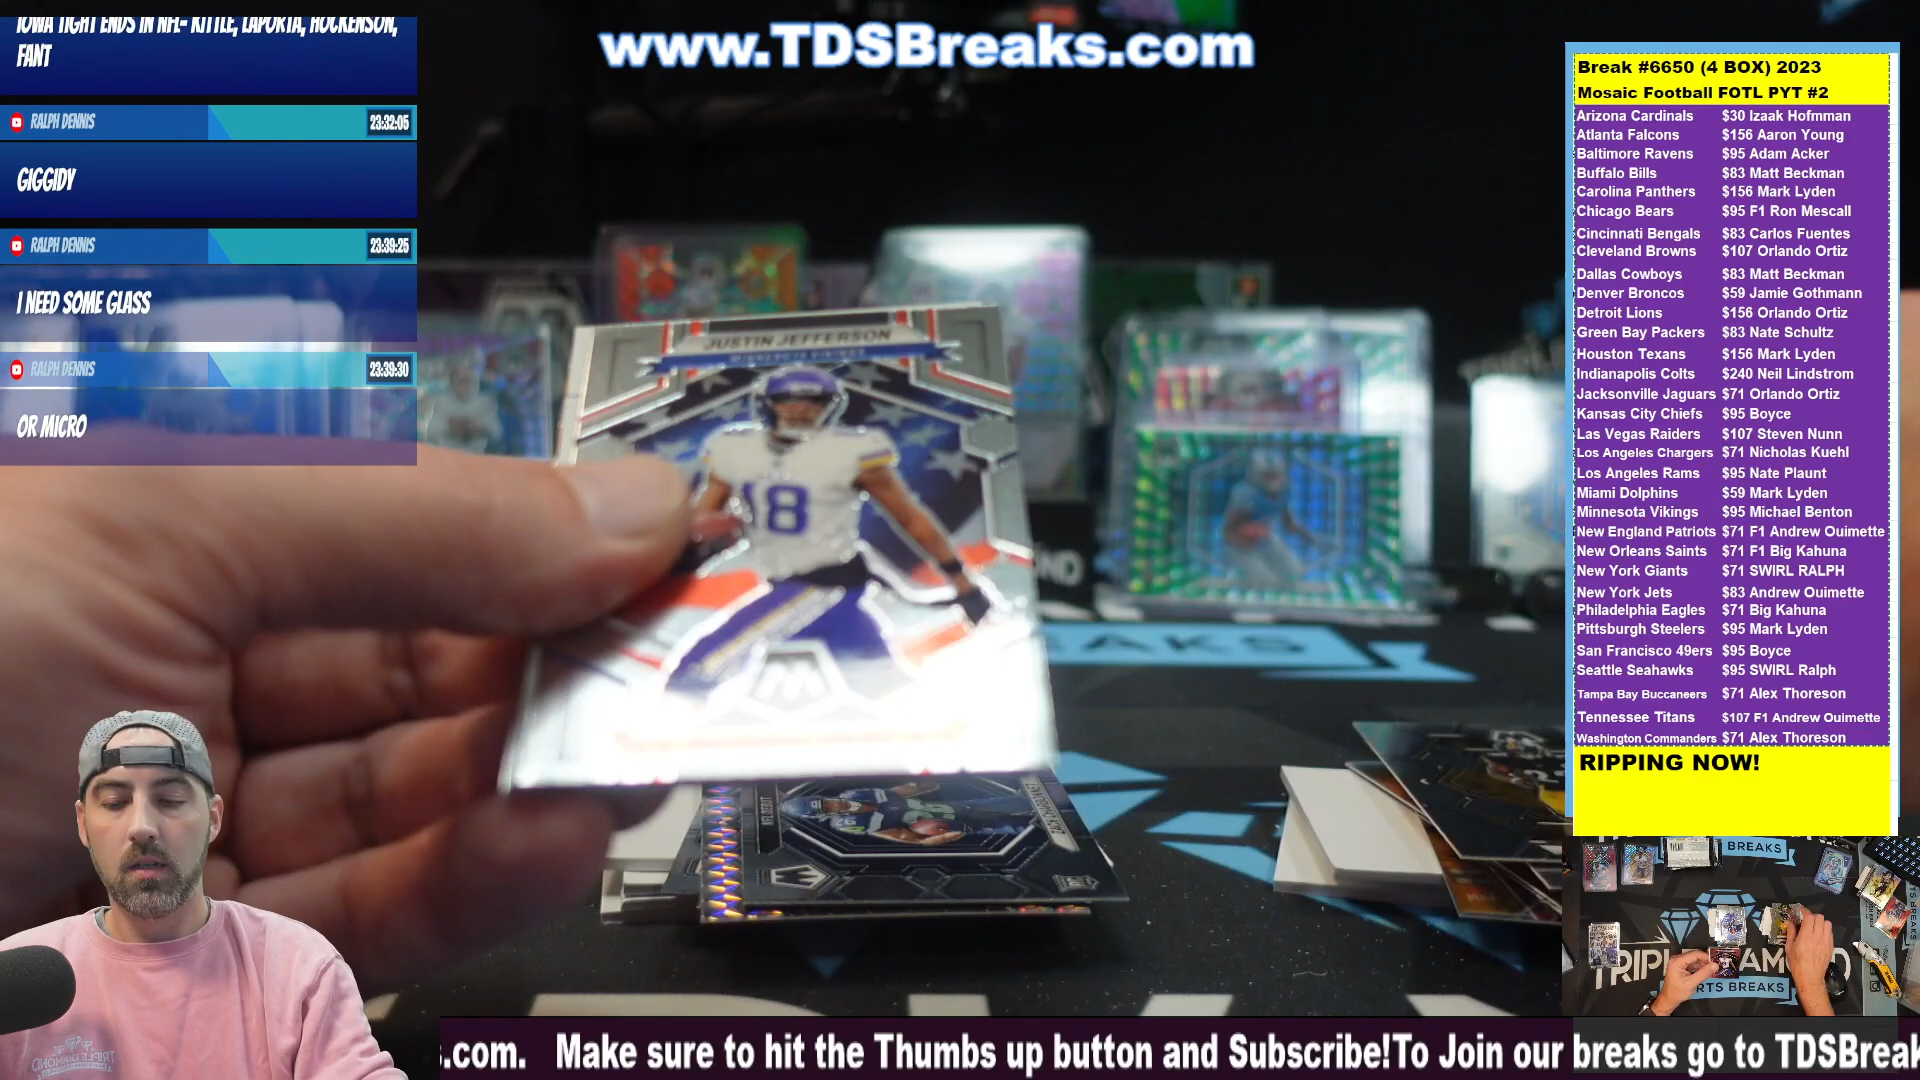 IOWA TIGHT ENDS IN NFL- KITTLE, LAPORTA, HOCKENSON,
FANT
RALPH DENNIS 23:32:05
GIGGIDY
RALPH DENNIS 23:39:25
I NEED SOME GLASS
RALPH DENNIS 23:39:30
OR MICRO
www.TDSBreaks.com
JUSTIN JEFFERSON
MINNESOTA VIKINGS
18
NFL DEBUT
ZACH CHARBONNET
Break #6650 (4 BOX) 2023
Mosaic Football FOTL PYT #2
Arizona Cardinals $30 Izaak Hofmman
Atlanta Falcons $156 Aaron Young
Baltimore Ravens $95 Adam Acker
Buffalo Bills $83 Matt Beckman
Carolina Panthers $156 Mark Lyden
Chicago Bears $95 F1 Ron Mescall
Cincinnati Bengals $83 Carlos Fuentes
Cleveland Browns $107 Orlando Ortiz
Dallas Cowboys $83 Matt Beckman
Denver Broncos $59 Jamie Gothmann
Detroit Lions $156 Orlando Ortiz
Green Bay Packers $83 Nate Schultz
Houston Texans $156 Mark Lyden
Indianapolis Colts $240 Neil Lindstrom
Jacksonville Jaguars $71 Orlando Ortiz
Kansas City Chiefs $95 Boyce
Las Vegas Raiders $107 Steven Nunn
Los Angeles Chargers $71 Nicholas Kuehl
Los Angeles Rams $95 Nate Plaunt
Miami Dolphins $59 Mark Lyden
Minnesota Vikings $95 Michael Benton
New England Patriots $71 F1 Andrew Ouimette
New Orleans Saints $71 F1 Big Kahuna
New York Giants $71 SWIRL RALPH
New York Jets $83 Andrew Ouimette
Philadelphia Eagles $71 Big Kahuna
Pittsburgh Steelers $95 Mark Lyden
San Francisco 49ers $95 Boyce
Seattle Seahawks $95 SWIRL Ralph
Tampa Bay Buccaneers $71 Alex Thoreson
Tennessee Titans $107 F1 Andrew Ouimette
Washington Commanders $71 Alex Thoreson
RIPPING NOW!
BREAKS
RTS BREAKS
.com. Make sure to hit the Thumbs up button and Subscribe!To Join our breaks go to TDSBreak